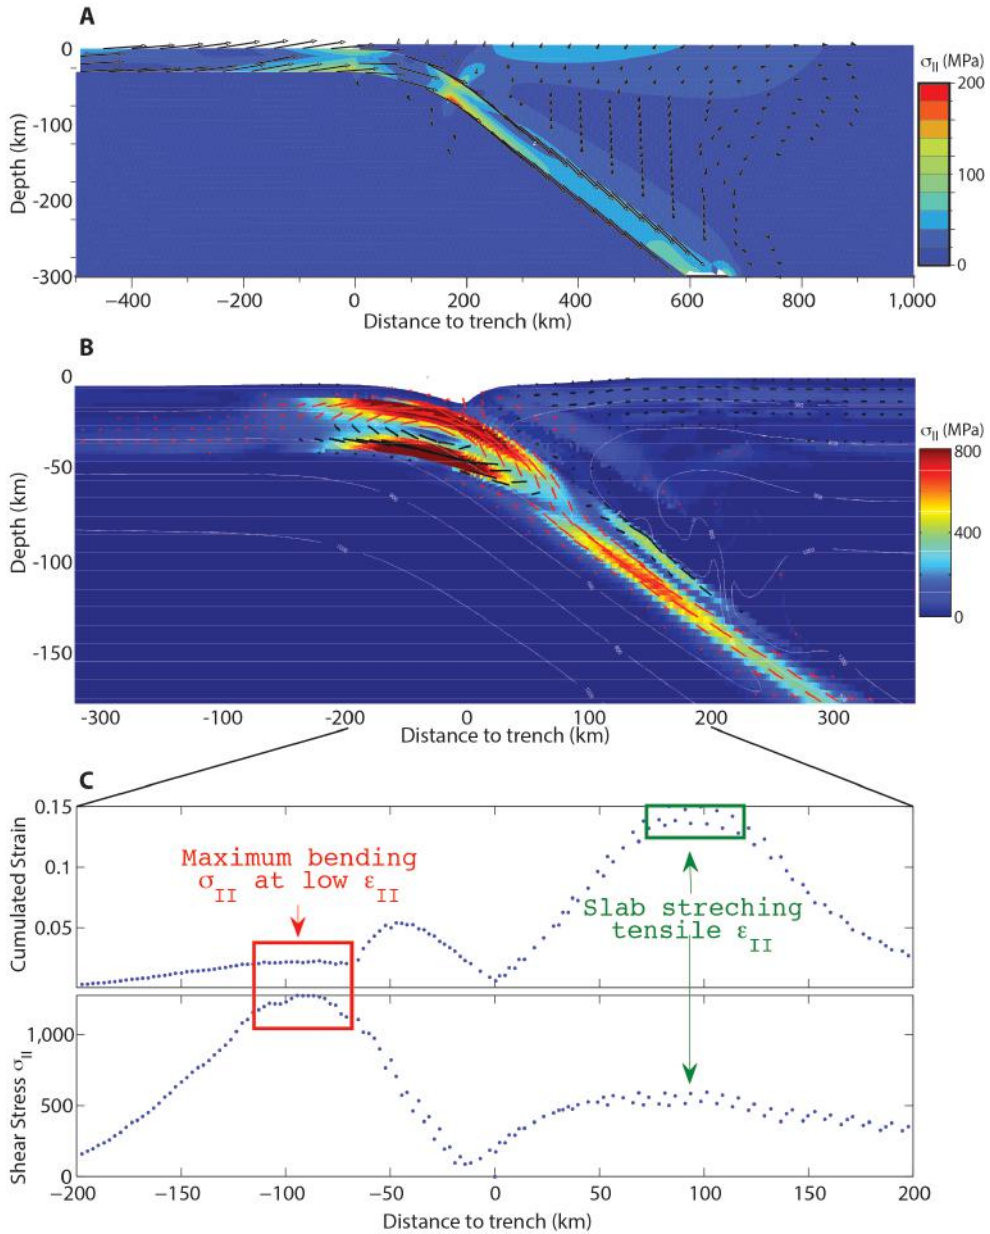 A
σII (MPa)
200
100
0
Depth (km)
0
-100
-200
-300
−400
−200
0
200
400
600
800
1,000
Distance to trench (km)
B
σII (MPa)
800
400
0
Depth (km)
0
-50
-100
-150
-300
-100
-200
0
100
200
300
Distance to trench (km)
C
Cumulated Strain
0.15
0.1
0.05
Maximum bending
σII at low εII
Slab streching
tensile εII
Shear Stress σII
1,000
500
0
−200
−150
−100
−50
0
50
100
150
200
Distance to trench (km)